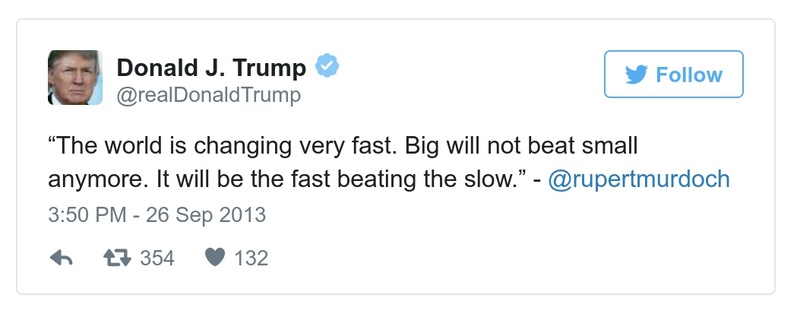 Donald J. Trump
@realDonaldTrump
Follow
“The world is changing very fast. Big will not beat small
anymore. It will be the fast beating the slow.” - @rupertmurdoch
3:50 PM - 26 Sep 2013
354 132